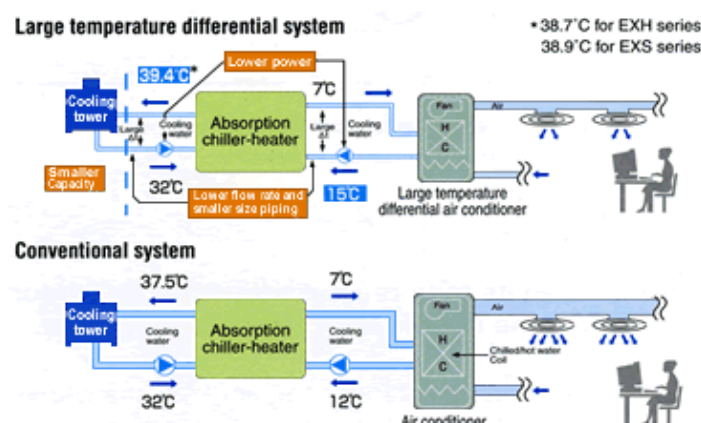 Large temperature differential system
*38.7°C for EXH series
38.9°C for EXS series
Lower power
39.4°C*
7°C
Cooling
tower
Large
Δt
Cooling
water
Absorption
chiller-heater
Large
Δt
Cooling
water
Fan
Air
H
C
Smaller
Capacity
32°C
Lower flow rate and
smaller size piping
15°C
Large temperature
differential air conditioner
Conventional system
37.5°C
7°C
Cooling
tower
Cooling
water
Absorption
chiller-heater
Cooling
water
Fan
Air
H
C
Chilled/hot water
Coil
32°C
12°C
Air conditioner